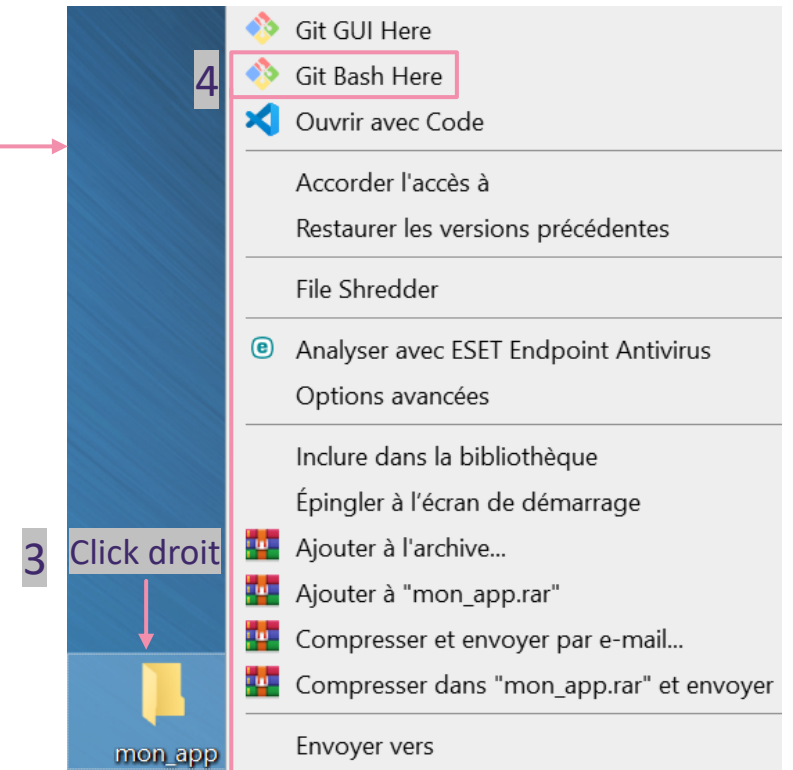 Git GUI Here
4
Git Bash Here
Ouvrir avec Code
Accorder l'accès à
Restaurer les versions précédentes
File Shredder
e
Analyser avec ESET Endpoint Antivirus
Options avancées
Inclure dans la bibliothèque
Épingler à l'écran de démarrage
3 Click droit
Ajouter à l'archive...
Ajouter à "mon_app.rar"
Compresser et envoyer par e-mail...
Compresser dans "mon_app.rar" et envoyer
mon_app
Envoyer vers